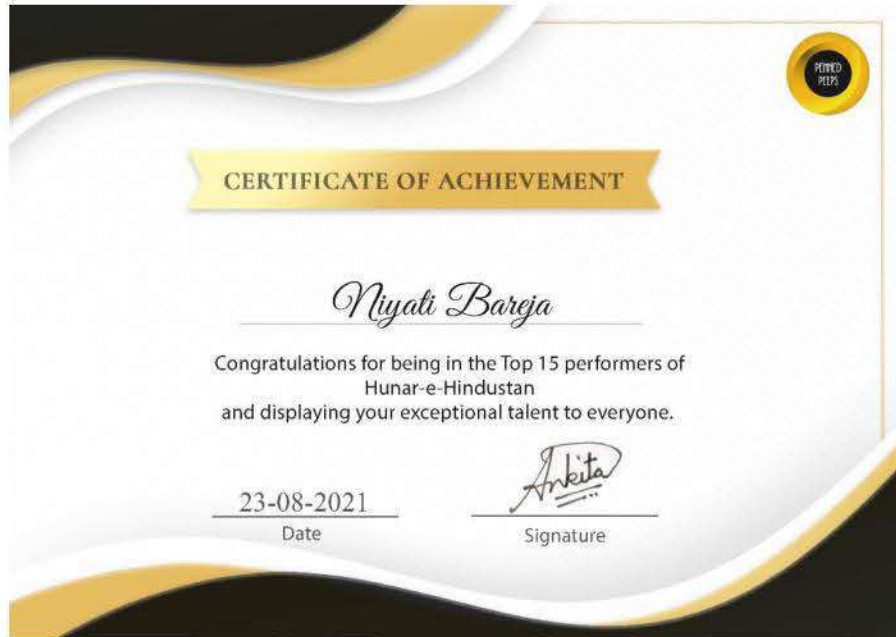 PENNED
PEEPS
CERTIFICATE OF ACHIEVEMENT
Niyati Bareja
Congratulations for being in the Top 15 performers of
Hunar-e-Hindustan
and displaying your exceptional talent to everyone.
Ankita
23-08-2021
Date
Signature